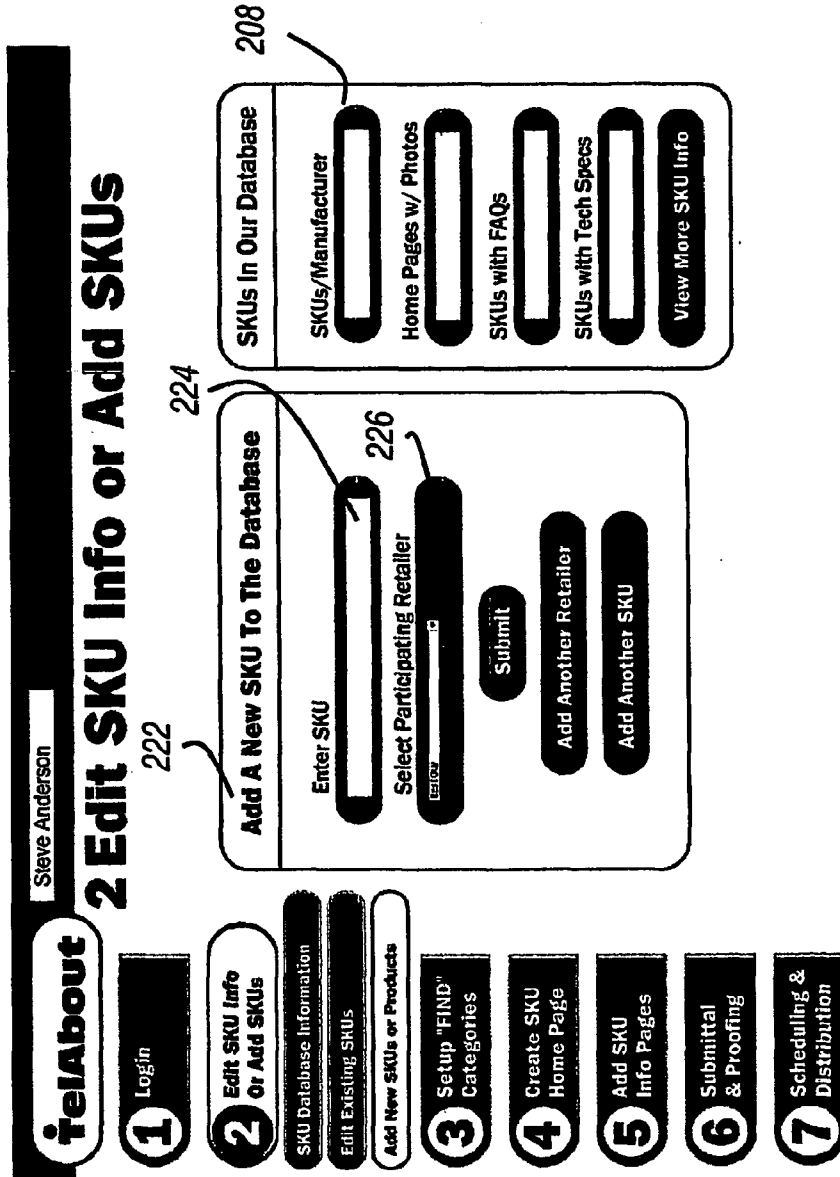 Steve Anderson
TelAbout
2 Edit SKU Info or Add SKUs
1 Login
2 Edit SKU Info
Or Add SKUs
SKU Database Information
Edit Existing SKUs
Add New SKUs or Products
3 Setup "FIND"
Categories
4 Create SKU
Home Page
5 Add SKU
Info Pages
6 Submittal
& Proofing
7 Scheduling &
Distribution
222
Add A New SKU To The Database
224
Enter SKU
Select Participating Retailer
226
Submit
Add Another Retailer
Add Another SKU
SKUs In Our Database
208
SKUs/Manufacturer
Home Pages w/ Photos
SKUs with FAQs
SKUs with Tech Specs
View More SKU Info